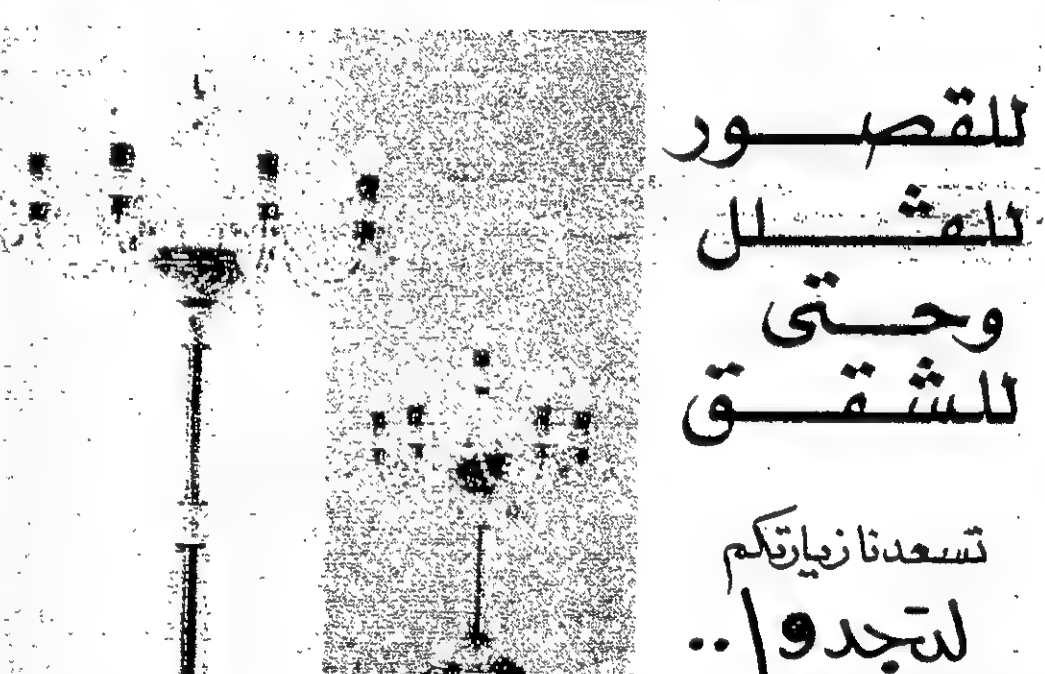 للقصور
للفلل
وحتى
للشقق
تسعدنا زيارتكم
لتجدوا..